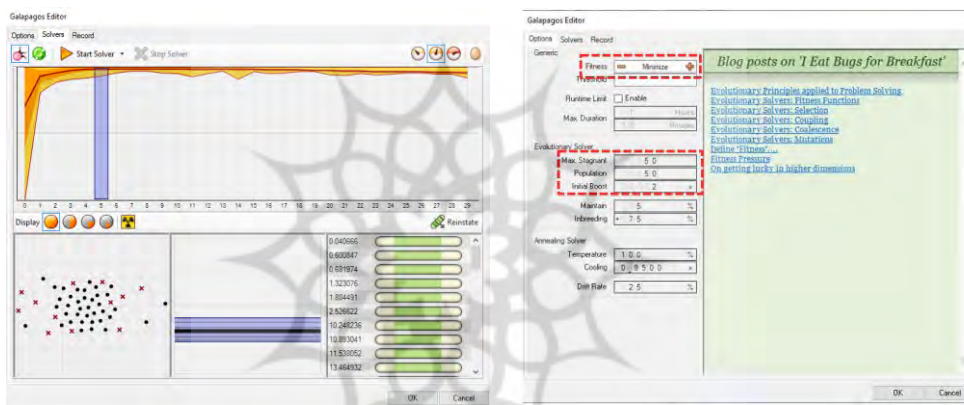 Galapagos Editor
Options Solvers Record
Start Solver Stop Solver
0 1 2 3 4 5 6 7 8 9 10 11 12 13 14 15 16 17 18 19 20 21 22 23 24 25 26 27 28 29
Display Reinstate
0.040666
0.600847
0.681974
1.323076
1.804491
2.526622
10.248236
10.893041
11.538052
13.464932
OK Cancel
Galapagos Editor
Options Solvers Record
Generic
Fitness Minimize
Threshold
Runtime Limit Enable
Max. Duration Hours
Minutes
Evolutionary Solver
Max. Stagnant 50
Population 50
Initial Boost 2 x
Maintain 5 %
Inbreeding + 75 %
Annealing Solver
Temperature 100 %
Cooling 0.9500 x
Drift Rate 25 %
Blog posts on 'I Eat Bugs for Breakfast'
Evolutionary Principles applied to Problem Solving
Evolutionary Solvers: Fitness Functions
Evolutionary Solvers: Selection
Evolutionary Solvers: Coupling
Evolutionary Solvers: Coalescence
Evolutionary Solvers: Mutations
Define "Fitness"....
Fitness Pressure
On getting lucky in higher dimensions
OK Cancel